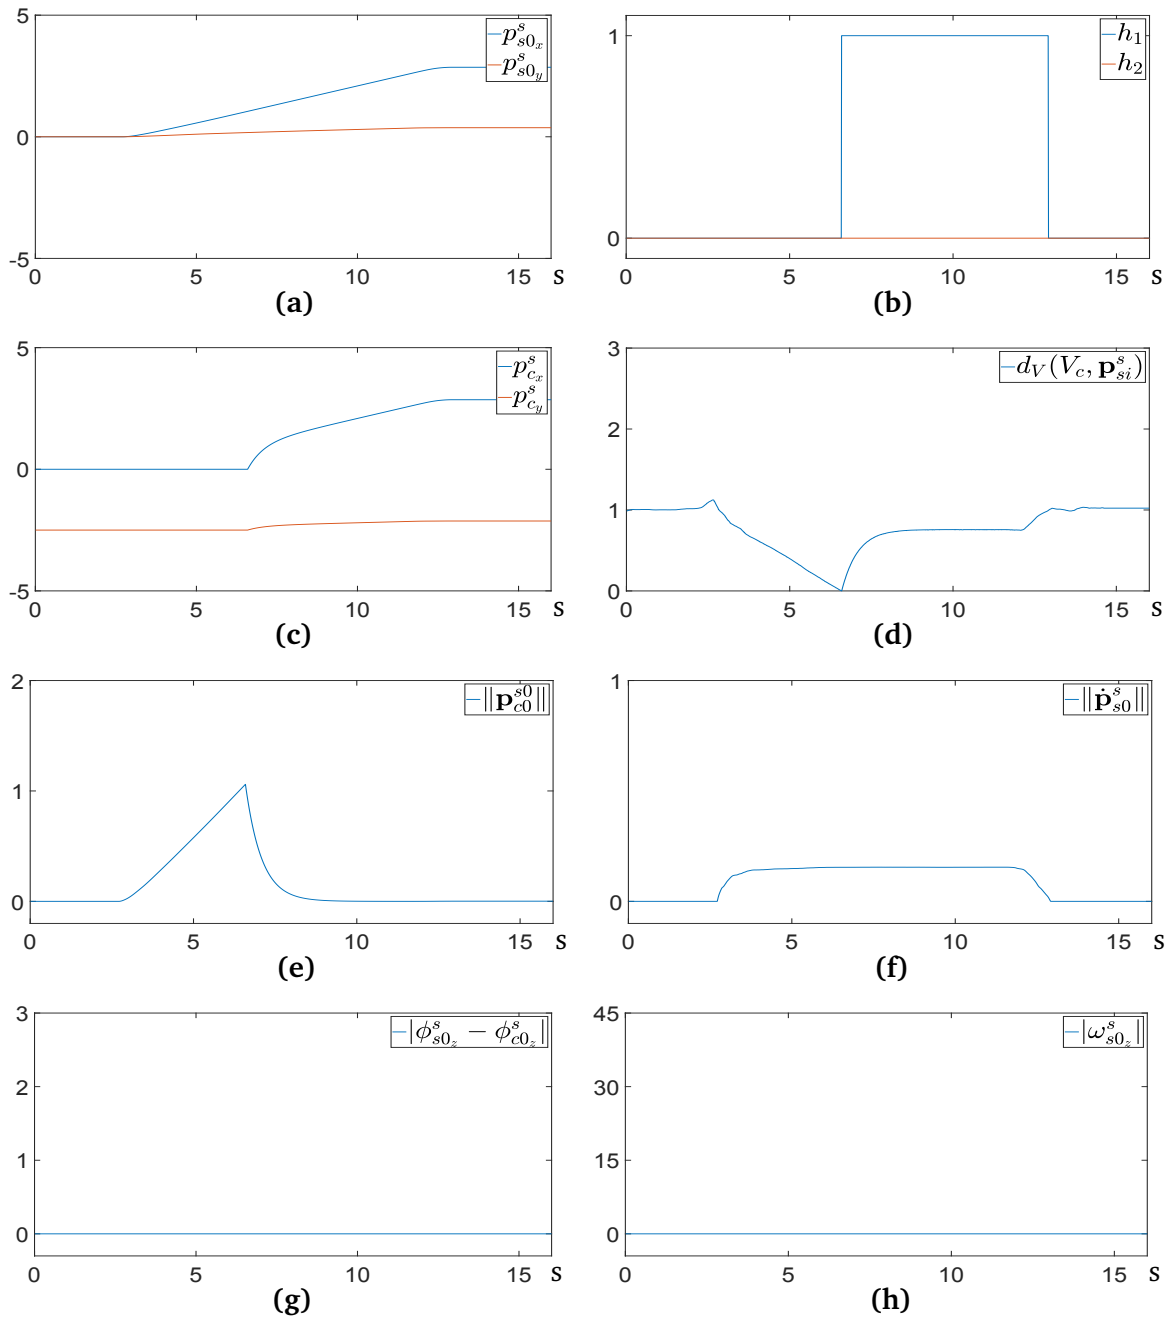 5
0
-5
0 5 10 15 s
p^s_{s0_x}
p^s_{s0_y}
(a)
1
0
0 5 10 15 s
h_1
h_2
(b)
5
0
-5
0 5 10 15 s
p^s_{c_x}
p^s_{c_y}
(c)
3
2
1
0
0 5 10 15 s
d_V(V_c, p^s_{si})
(d)
2
1
0
0 5 10 15 s
||p^{s0}_{c0}||
(e)
1
0
0 5 10 15 s
||ṗ^s_{s0}||
(f)
3
2
1
0
0 5 10 15 s
|ϕ^s_{s0_z} − ϕ^s_{c0_z}|
(g)
45
30
15
0
0 5 10 15 s
|ω^s_{s0_z}|
(h)